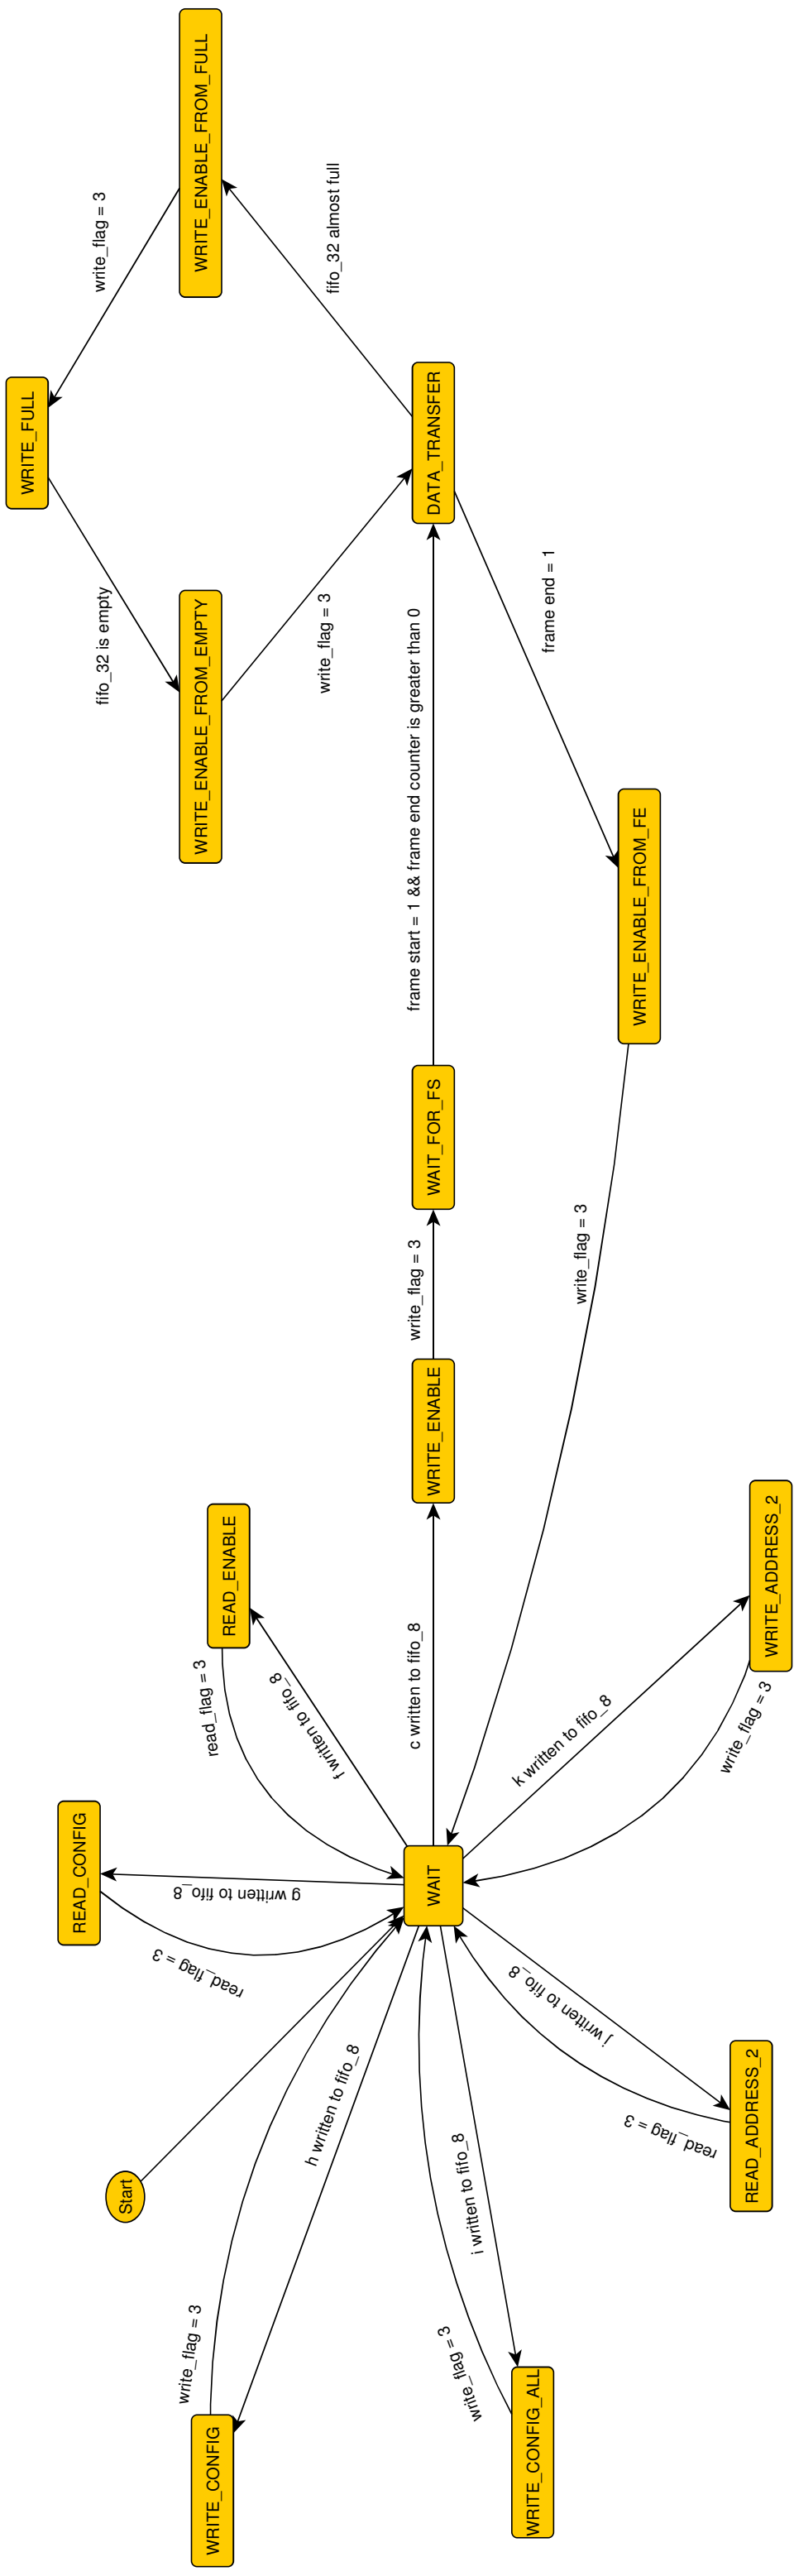 WRITE_CONFIG
write_flag = 3
Start
h written to fifo_8
WRITE_CONFIG_ALL
write_flag = 3
i written to fifo_8
READ_CONFIG
read_flag = 3
g written to fifo_8
READ_ENABLE
read_flag = 3
f written to fifo_8
WAIT
j written to fifo_8
read_flag = 3
READ_ADDRESS_2
k written to fifo_8
write_flag = 3
WRITE_ADDRESS_2
c written to fifo_8
WRITE_ENABLE
write_flag = 3
WAIT_FOR_FS
frame start = 1 && frame end counter is greater than 0
DATA_TRANSFER
frame end = 1
WRITE_ENABLE_FROM_FE
write_flag = 3
fifo_32 almost full
WRITE_ENABLE_FROM_FULL
write_flag = 3
WRITE_FULL
fifo_32 is empty
WRITE_ENABLE_FROM_EMPTY
write_flag = 3